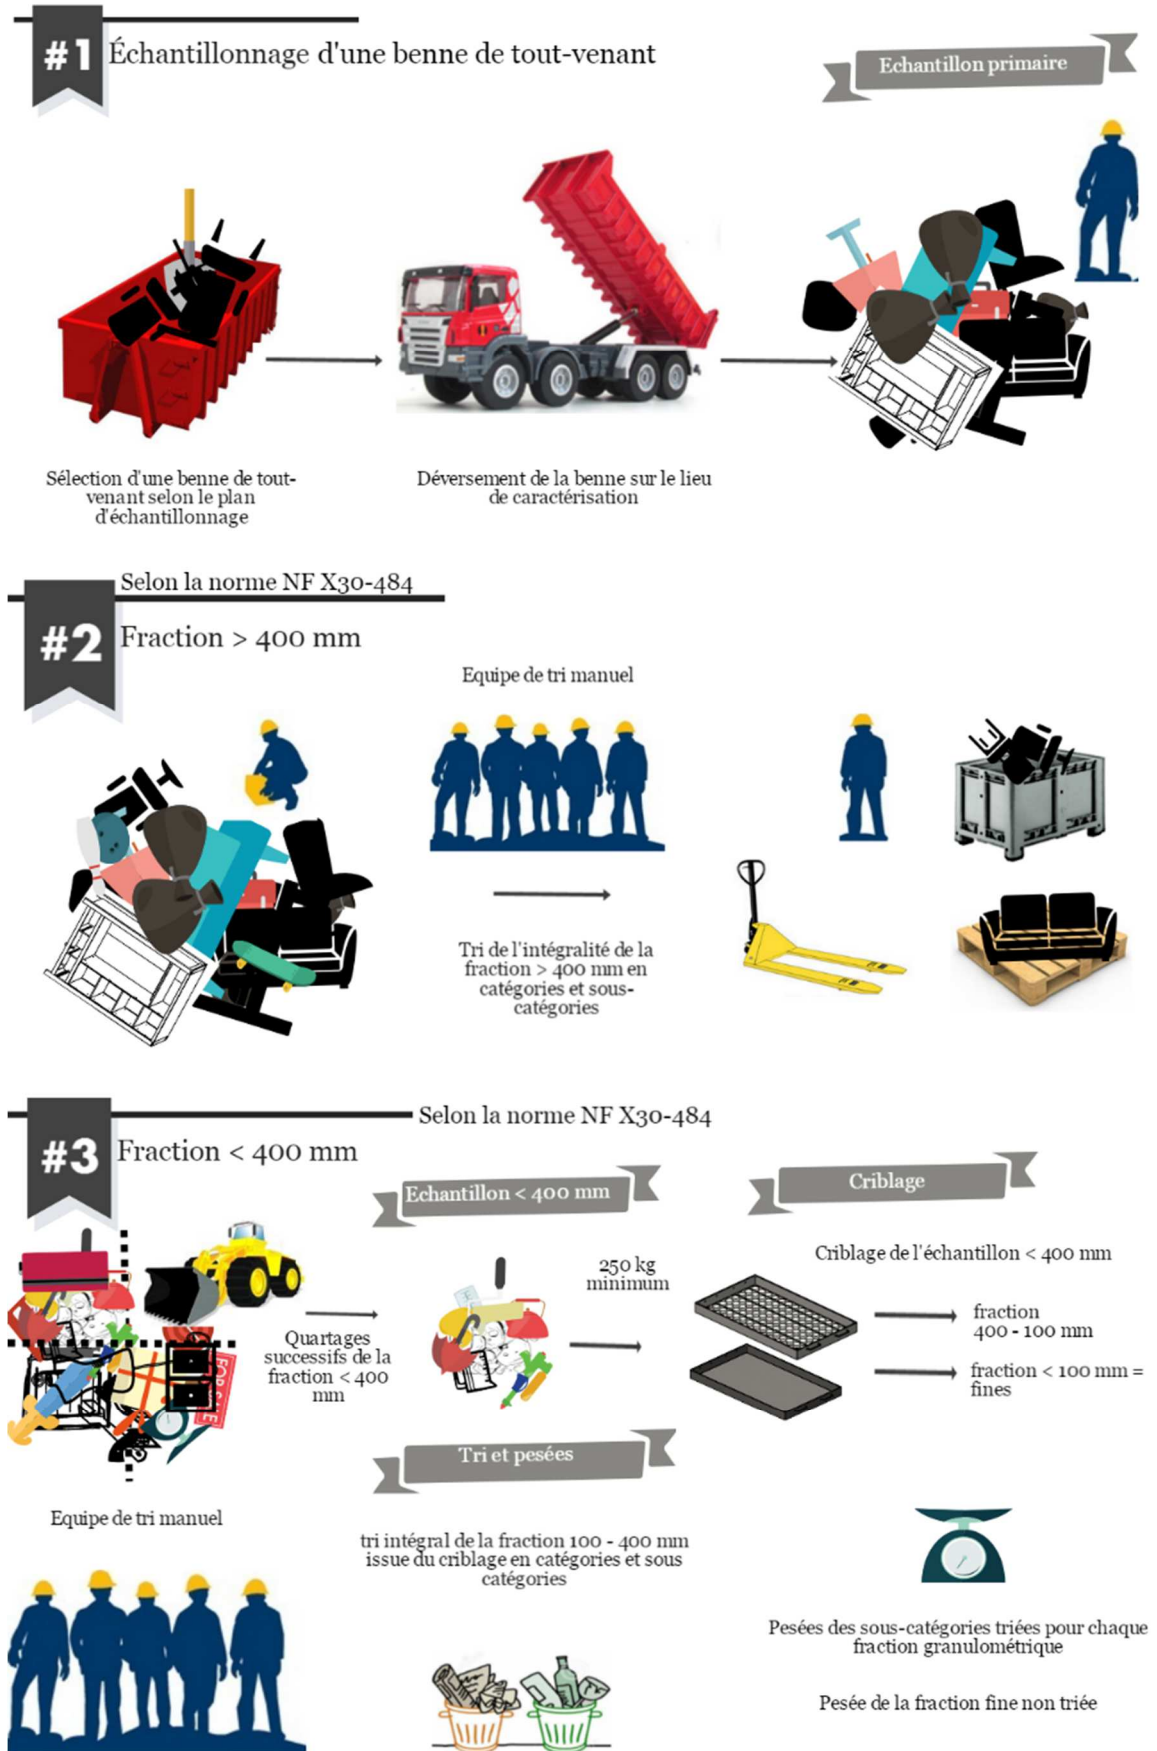 #1
Échantillonnage d'une benne de tout-venant
Echantillon primaire
Sélection d'une benne de tout-
venant selon le plan
d'échantillonnage
Déversement de la benne sur le lieu
de caractérisation
Selon la norme NF X30-484
#2
Fraction > 400 mm
Equipe de tri manuel
Tri de l'intégralité de la
fraction > 400 mm en
catégories et sous-
catégories
Selon la norme NF X30-484
#3
Fraction < 400 mm
Echantillon < 400 mm
Criblage
Criblage de l'échantillon < 400 mm
250 kg
minimum
fraction
400 - 100 mm
Quartages
successifs de la
fraction < 400
mm
fraction < 100 mm =
fines
FOR SALE
Tri et pesées
Equipe de tri manuel
tri intégral de la fraction 100 - 400 mm
issue du criblage en catégories et sous
catégories
Pesées des sous-catégories triées pour chaque
fraction granulométrique
Pesée de la fraction fine non triée